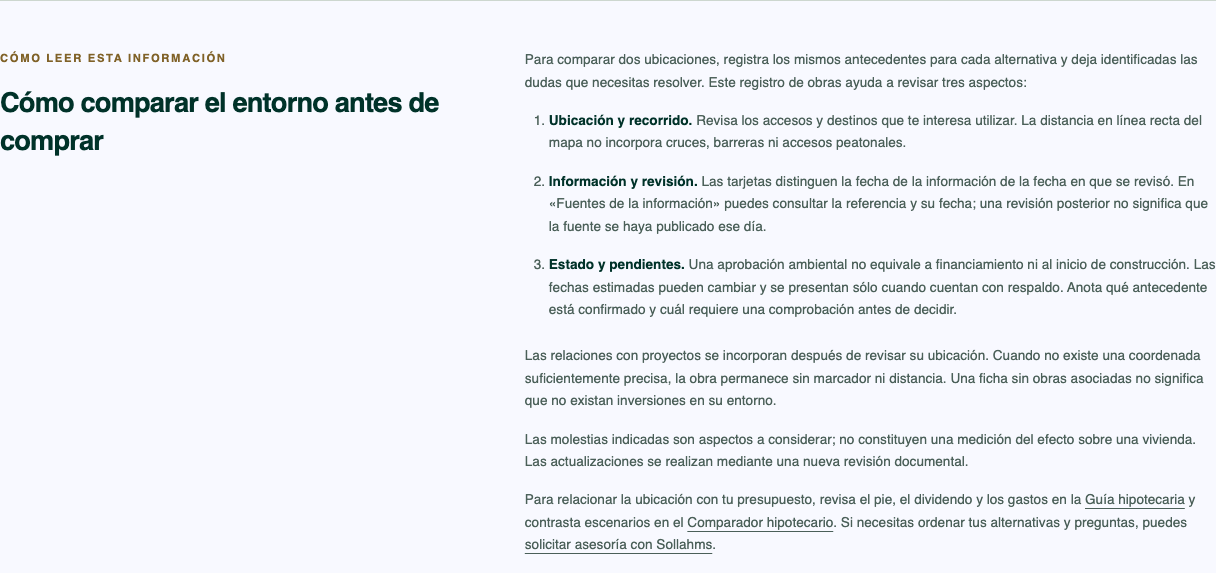 CÓMO LEER ESTA INFORMACIÓN
Cómo comparar el entorno antes de
comprar
Para comparar dos ubicaciones, registra los mismos antecedentes para cada alternativa y deja identificadas las
dudas que necesitas resolver. Este registro de obras ayuda a revisar tres aspectos:
1. Ubicación y recorrido. Revisa los accesos y destinos que te interesa utilizar. La distancia en línea recta del
mapa no incorpora cruces, barreras ni accesos peatonales.
2. Información y revisión. Las tarjetas distinguen la fecha de la información de la fecha en que se revisó. En
«Fuentes de la información» puedes consultar la referencia y su fecha; una revisión posterior no significa que
la fuente se haya publicado ese día.
3. Estado y pendientes. Una aprobación ambiental no equivale a financiamiento ni al inicio de construcción. Las
fechas estimadas pueden cambiar y se presentan sólo cuando cuentan con respaldo. Anota qué antecedente
está confirmado y cuál requiere una comprobación antes de decidir.
Las relaciones con proyectos se incorporan después de revisar su ubicación. Cuando no existe una coordenada
suficientemente precisa, la obra permanece sin marcador ni distancia. Una ficha sin obras asociadas no significa
que no existan inversiones en su entorno.
Las molestias indicadas son aspectos a considerar; no constituyen una medición del efecto sobre una vivienda.
Las actualizaciones se realizan mediante una nueva revisión documental.
Para relacionar la ubicación con tu presupuesto, revisa el pie, el dividendo y los gastos en la Guía hipotecaria y
contrasta escenarios en el Comparador hipotecario. Si necesitas ordenar tus alternativas y preguntas, puedes
solicitar asesoría con Sollahms.